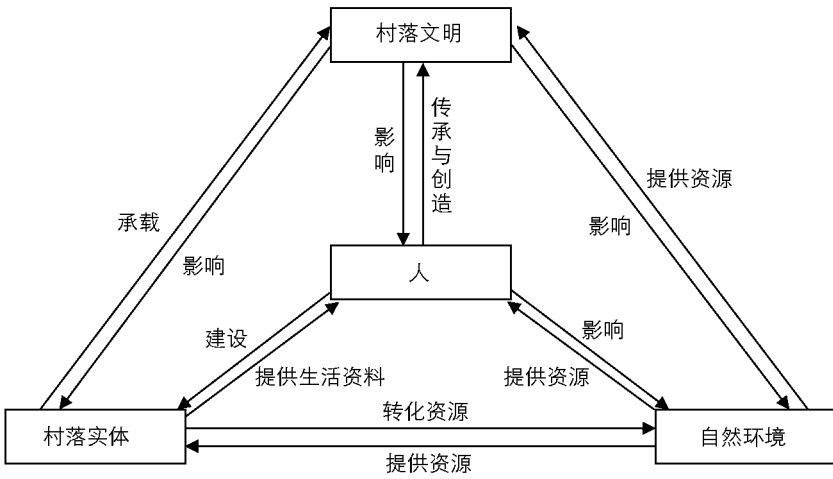 村落文明
影响
传承与创造
提供资源
承载
影响
影响
人
建设
影响
提供生活资料
提供资源
转化资源
村落实体
自然环境
提供资源